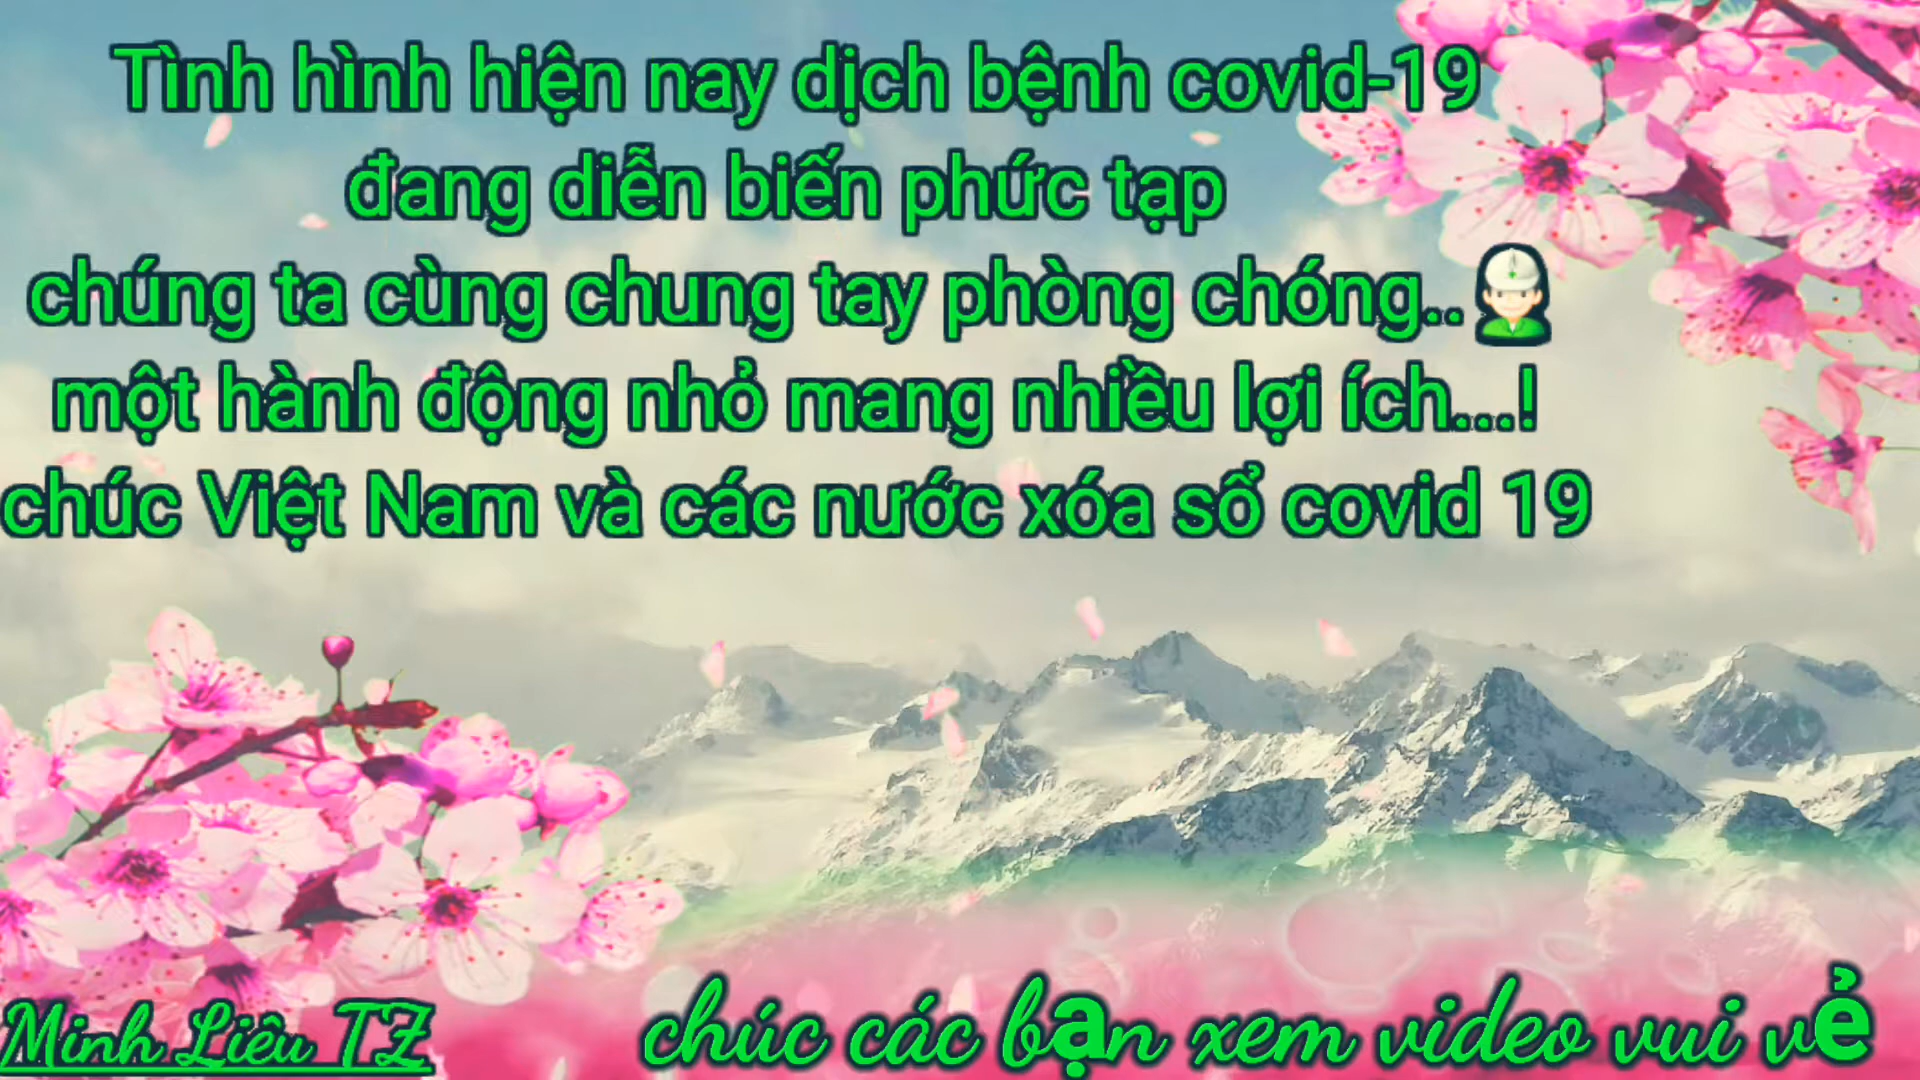 Tình hình hiện nay dịch bệnh covid-19
đang diễn biến phức tạp
chúng ta cùng chung tay phòng chóng..
một hành động nhỏ mang nhiều lợi ích...!
chúc Việt Nam và các nước xóa sổ covid 19
Minh Liêu TZ
chúc các bạn xem video vui vẻ